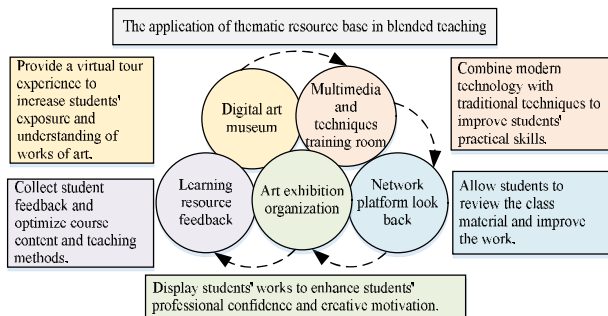 The application of thematic resource base in blended teaching
Provide a virtual tour
experience to
increase students'
exposure and
understanding of
works of art.
Digital art
museum
Multimedia
and
techniques
training room
Combine modern
technology with
traditional techniques to
improve students'
practical skills.
Collect student
feedback and
optimize course
content and teaching
methods.
Learning
resource
feedback
Art exhibition
organization
Network
platform look
back
Allow students to
review the class
material and improve
the work.
Display students' works to enhance students'
professional confidence and creative motivation.